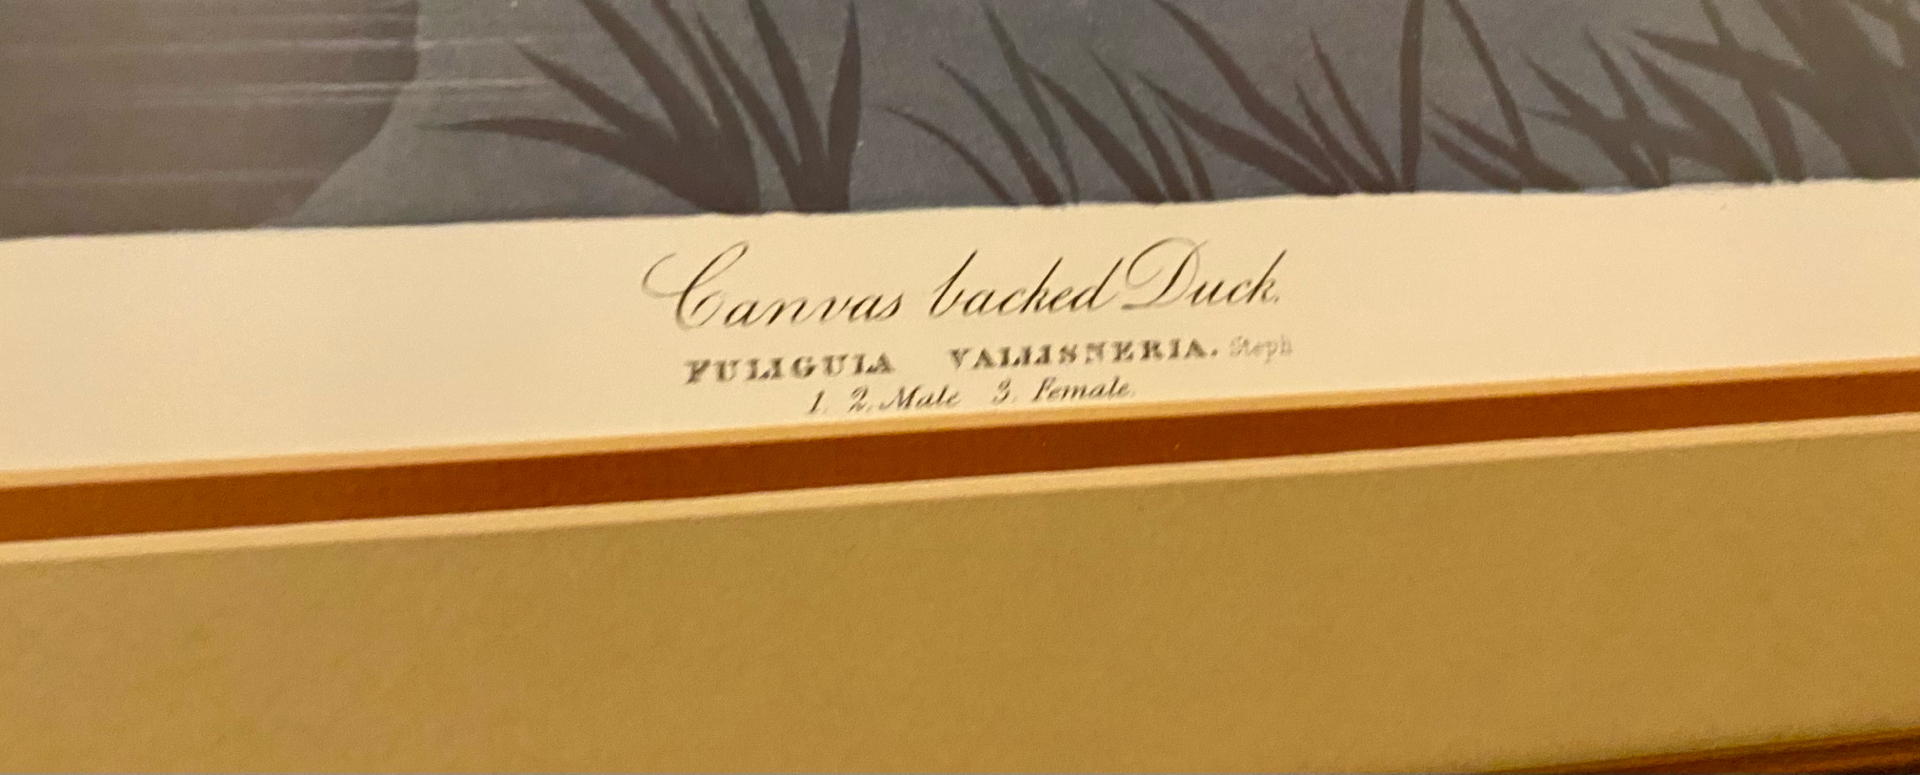 Canvas backed Duck.
FULIGULA VALLISNERIA. Steph
1. 2. Male 3. Female.